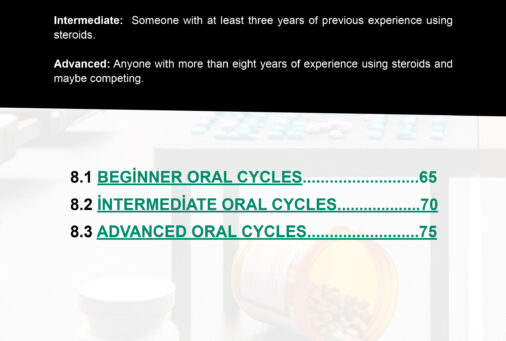 Intermediate: Someone with at least three years of previous experience using
steroids.
Advanced: Anyone with more than eight years of experience using steroids and
maybe competing.
8.1 BEGİNNER ORAL CYCLES...........................65
8.2 İNTERMEDİATE ORAL CYCLES...................70
8.3 ADVANCED ORAL CYCLES..........................75